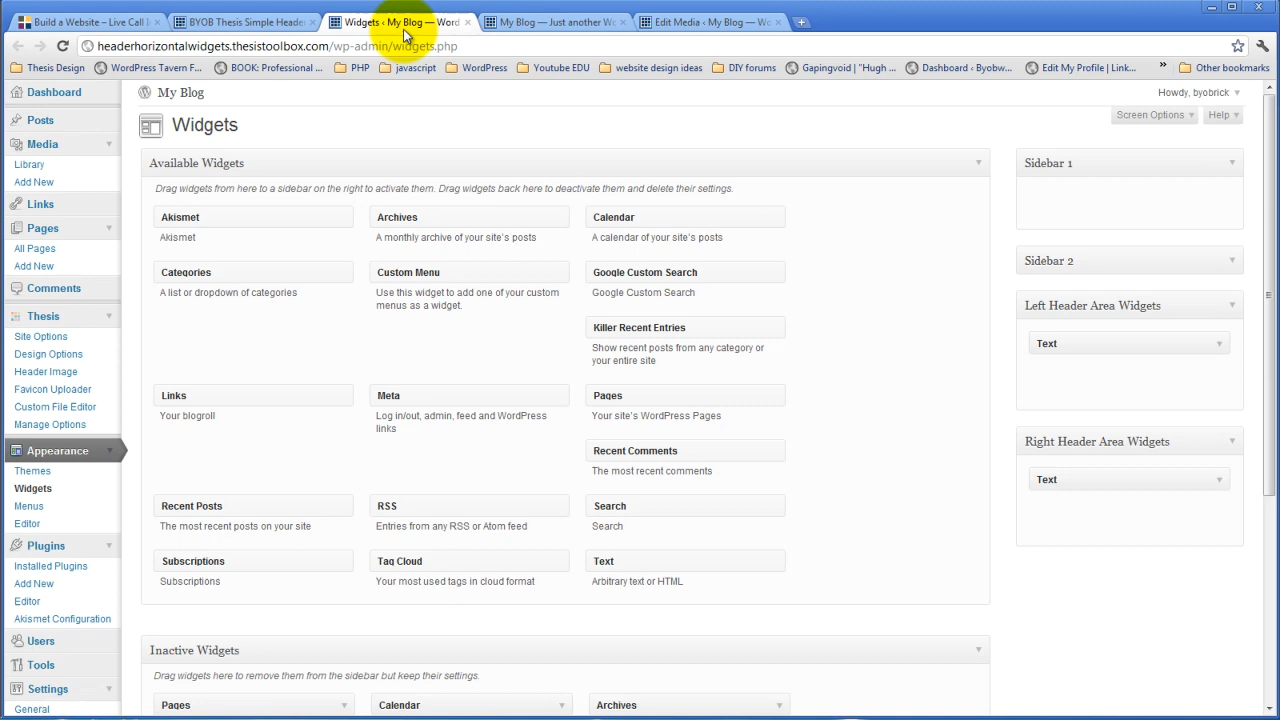 Build a Website – Live Call I
BYOB Thesis Simple Heade
Widgets ‹ My Blog — Word
My Blog — Just another Wo
Edit Media ‹ My Blog — Wo
headerhorizontalwidgets.thesistoolbox.com/wp-admin/widgets.php
Thesis Design
WordPress Tavern F...
BOOK: Professional ...
PHP
javascript
WordPress
Youtube EDU
website design ideas
DIY forums
Gapingvoid | "Hugh ...
Dashboard ‹ Byobw...
Edit My Profile | Link...
»
Other bookmarks
Dashboard
Posts
Media
Library
Add New
Links
Pages
All Pages
Add New
Comments
Thesis
Site Options
Design Options
Header Image
Favicon Uploader
Custom File Editor
Manage Options
Appearance
Themes
Widgets
Menus
Editor
Plugins
Installed Plugins
Add New
Editor
Akismet Configuration
Users
Tools
Settings
General
My Blog
Howdy, byobrick
Screen Options
Help
Widgets
Available Widgets
Drag widgets from here to a sidebar on the right to activate them. Drag widgets back here to deactivate them and delete their settings.
Akismet
Akismet
Archives
A monthly archive of your site's posts
Calendar
A calendar of your site's posts
Categories
A list or dropdown of categories
Custom Menu
Use this widget to add one of your custom
menus as a widget.
Google Custom Search
Google Custom Search
Killer Recent Entries
Show recent posts from any category or
your entire site
Links
Your blogroll
Meta
Log in/out, admin, feed and WordPress
links
Pages
Your site's WordPress Pages
Recent Comments
The most recent comments
Recent Posts
The most recent posts on your site
RSS
Entries from any RSS or Atom feed
Search
Search
Subscriptions
Subscriptions
Tag Cloud
Your most used tags in cloud format
Text
Arbitrary text or HTML
Inactive Widgets
Drag widgets here to remove them from the sidebar but keep their settings.
Pages
Calendar
Archives
Sidebar 1
Sidebar 2
Left Header Area Widgets
Text
Right Header Area Widgets
Text